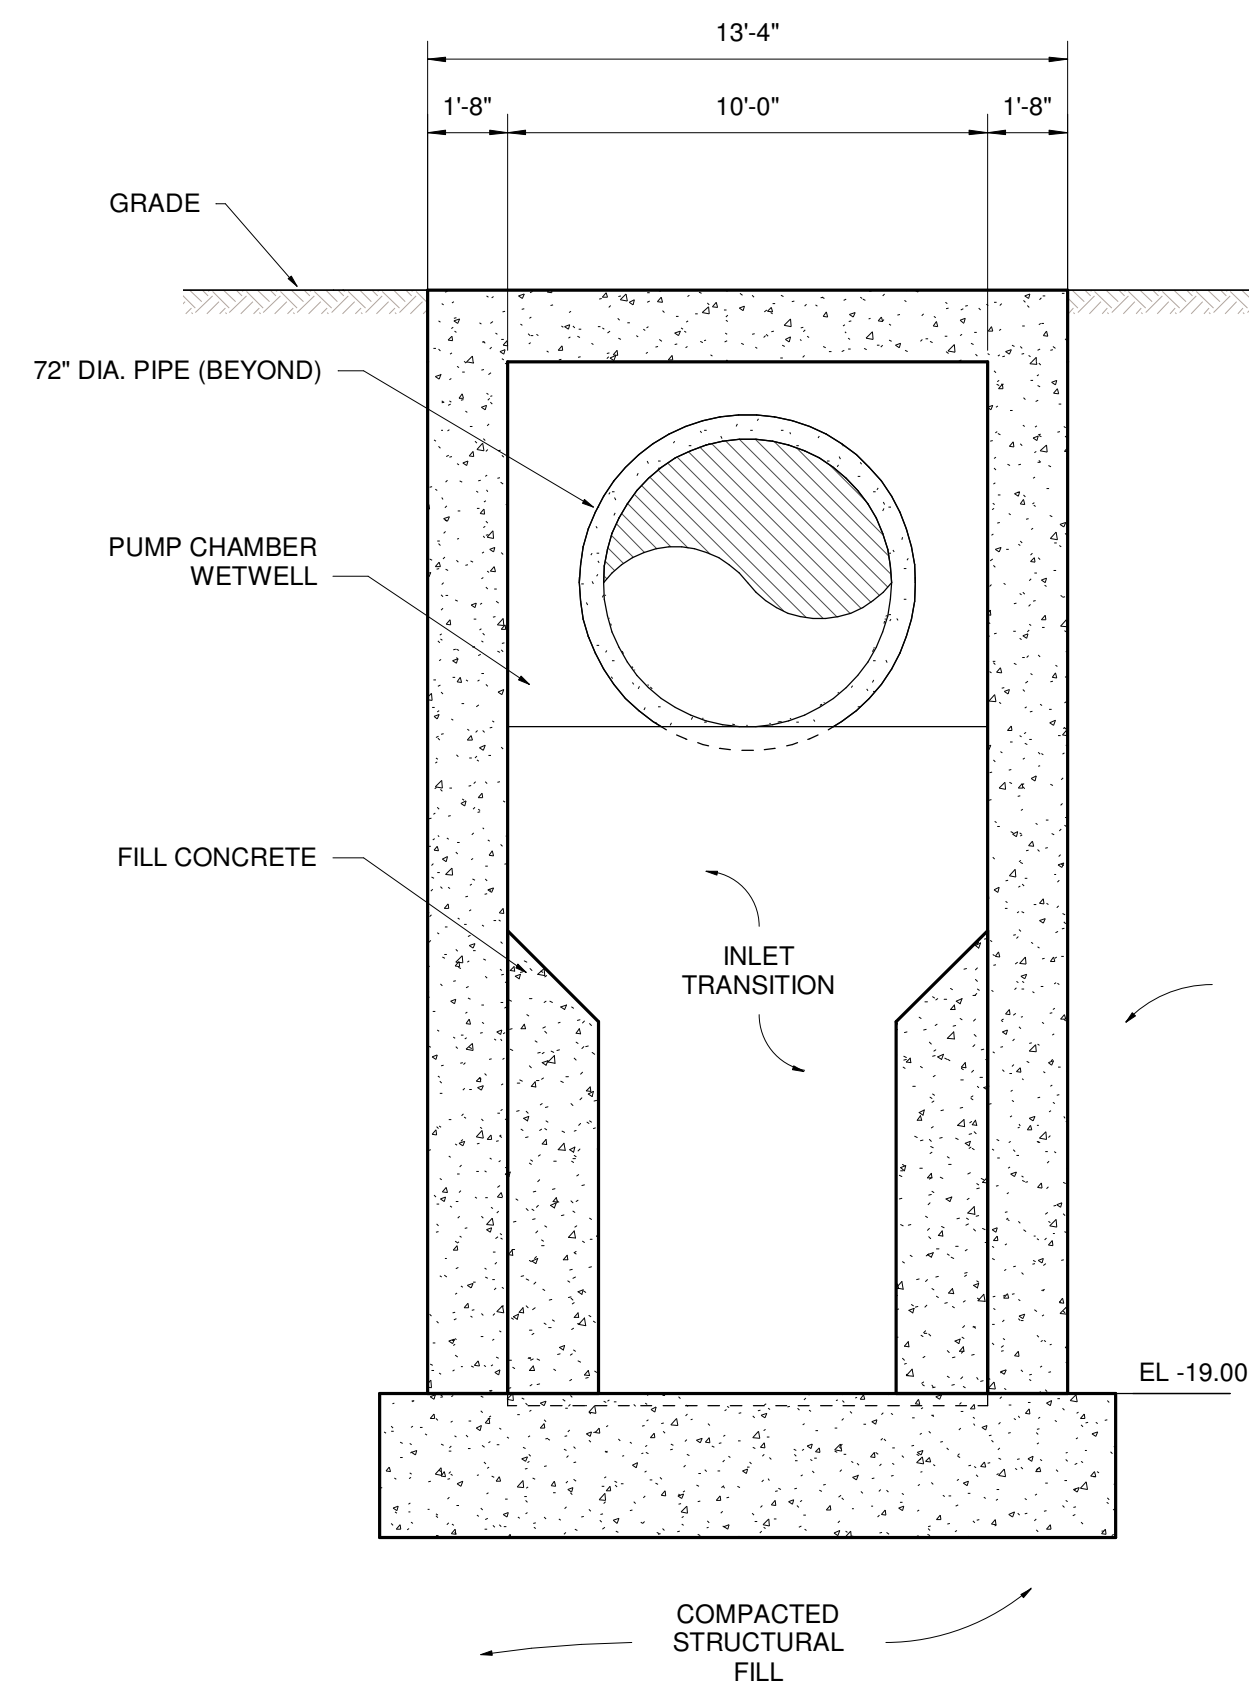 13'-4"
1'-8"
10'-0"
1'-8"
GRADE
72" DIA. PIPE (BEYOND)
PUMP CHAMBER
WETWELL
FILL CONCRETE
INLET
TRANSITION
EL -19.00
COMPACTED
STRUCTURAL
FILL